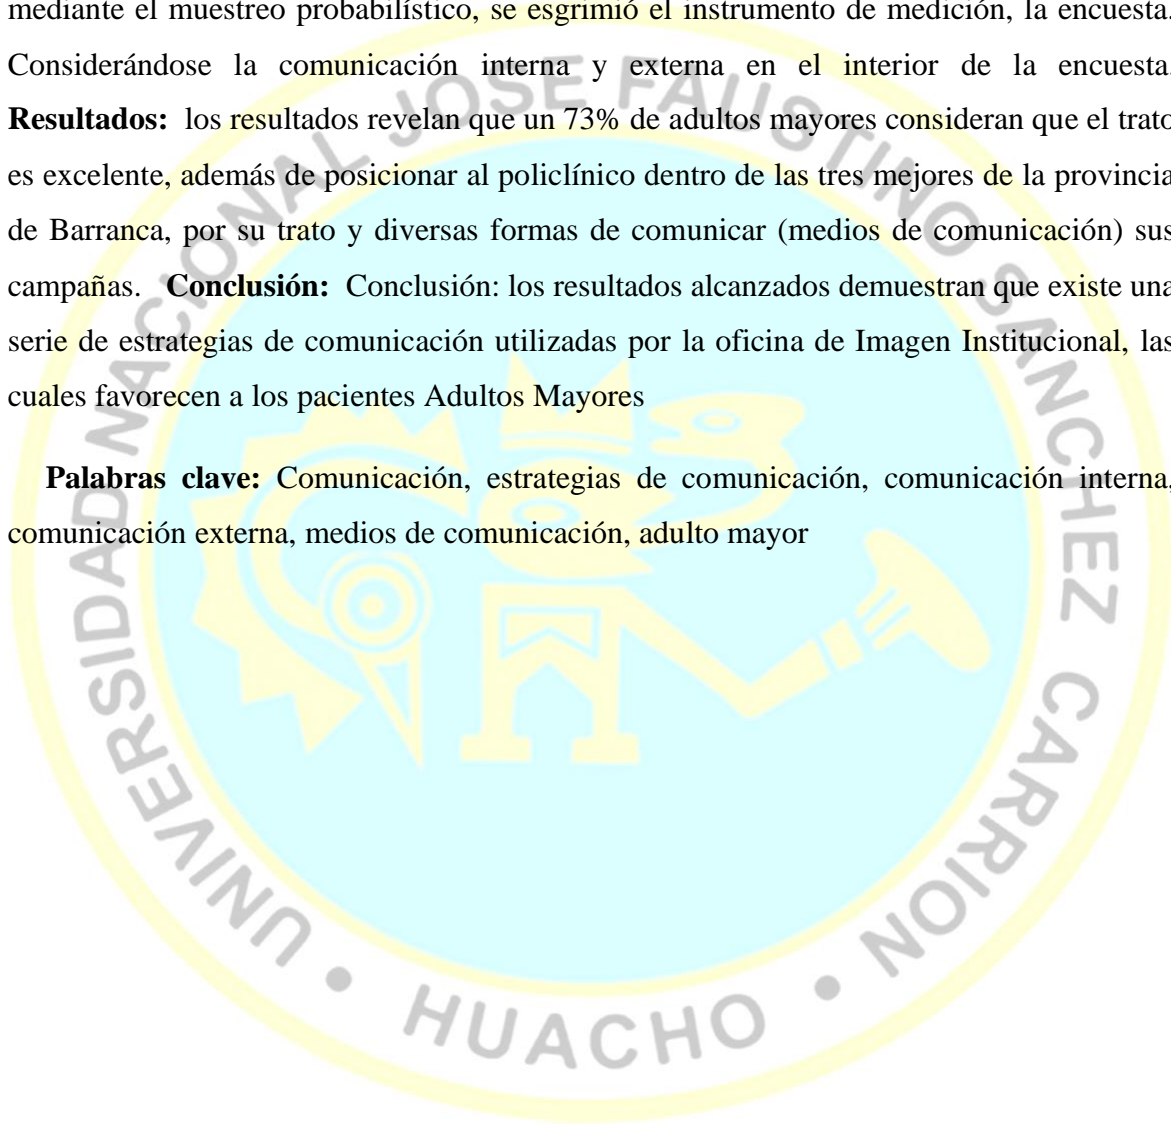 mediante el muestreo probabilístico, se esgrimió el instrumento de medición, la encuesta.
Considerándose la comunicación interna y externa en el interior de la encuesta.
Resultados: los resultados revelan que un 73% de adultos mayores consideran que el trato
es excelente, además de posicionar al policlínico dentro de las tres mejores de la provincia
de Barranca, por su trato y diversas formas de comunicar (medios de comunicación) sus
campañas. Conclusión: Conclusión: los resultados alcanzados demuestran que existe una
serie de estrategias de comunicación utilizadas por la oficina de Imagen Institucional, las
cuales favorecen a los pacientes Adultos Mayores
Palabras clave: Comunicación, estrategias de comunicación, comunicación interna,
comunicación externa, medios de comunicación, adulto mayor
UNIVERSIDAD NACIONAL JOSE FAUSTINO SANCHEZ CARRION • HUACHO •